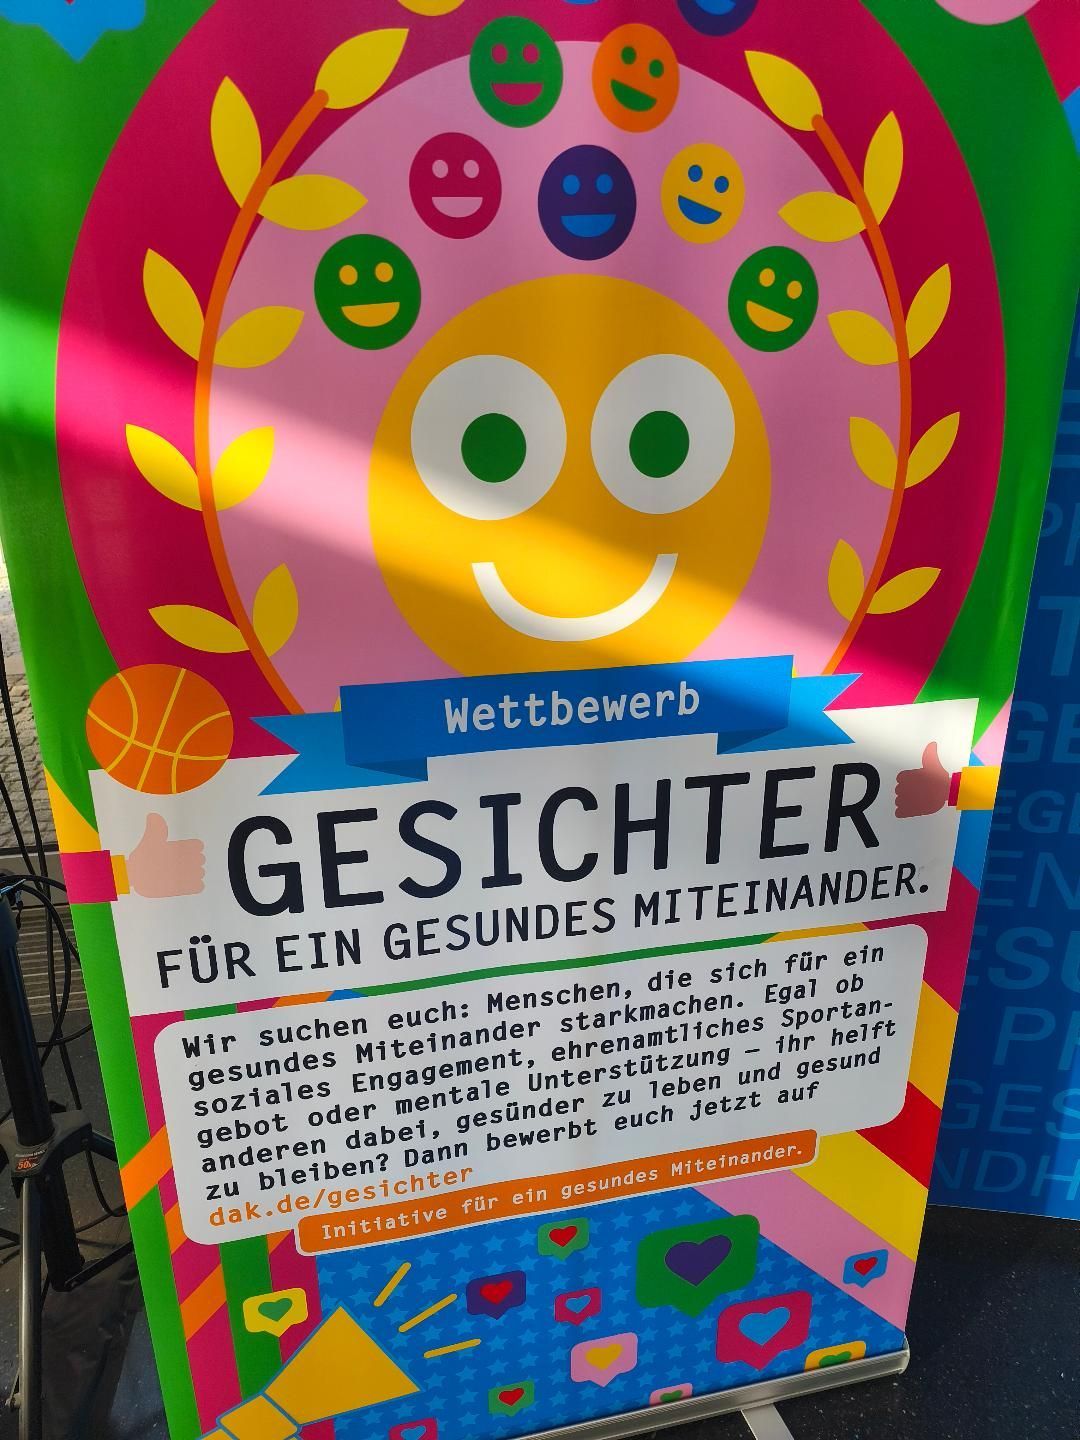 Wettbewerb
GESICHTER
FÜR EIN GESUNDES MITEINANDER.
Wir suchen euch: Menschen, die sich für ein
gesundes Miteinander starkmachen. Egal ob
soziales Engagement, ehrenamtliches Sportan-
gebot oder mentale Unterstützung – ihr helft
anderen dabei, gesünder zu leben und gesund
zu bleiben? Dann bewerbt euch jetzt auf
dak.de/gesichter
Initiative für ein gesundes Miteinander.